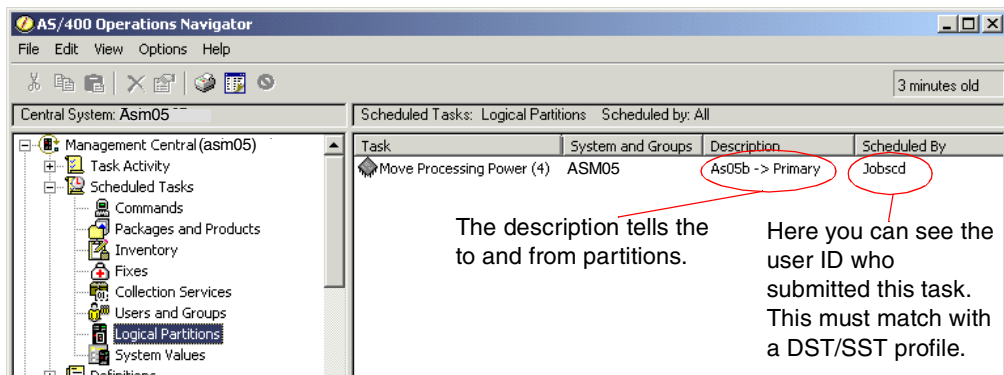 AS/400 Operations Navigator
File Edit View Options Help
3 minutes old
Central System: Asm05
Scheduled Tasks: Logical Partitions Scheduled by: All
Management Central (asm05)
Task Activity
Scheduled Tasks
Commands
Packages and Products
Inventory
Fixes
Collection Services
Users and Groups
Logical Partitions
System Values
Definitions
Task System and Groups Description Scheduled By
Move Processing Power (4) ASM05 As05b -> Primary Jobscd
The description tells the
to and from partitions.
Here you can see the
user ID who
submitted this task.
This must match with
a DST/SST profile.